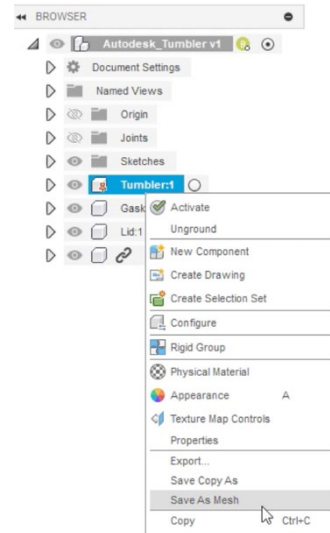 BROWSER
Autodesk_Tumbler v1
Document Settings
Named Views
Origin
Joints
Sketches
Tumbler:1
Gask
Lid:1
Activate
Unground
New Component
Create Drawing
Create Selection Set
Configure
Rigid Group
Physical Material
Appearance A
Texture Map Controls
Properties
Export...
Save Copy As
Save As Mesh
Copy Ctrl+C